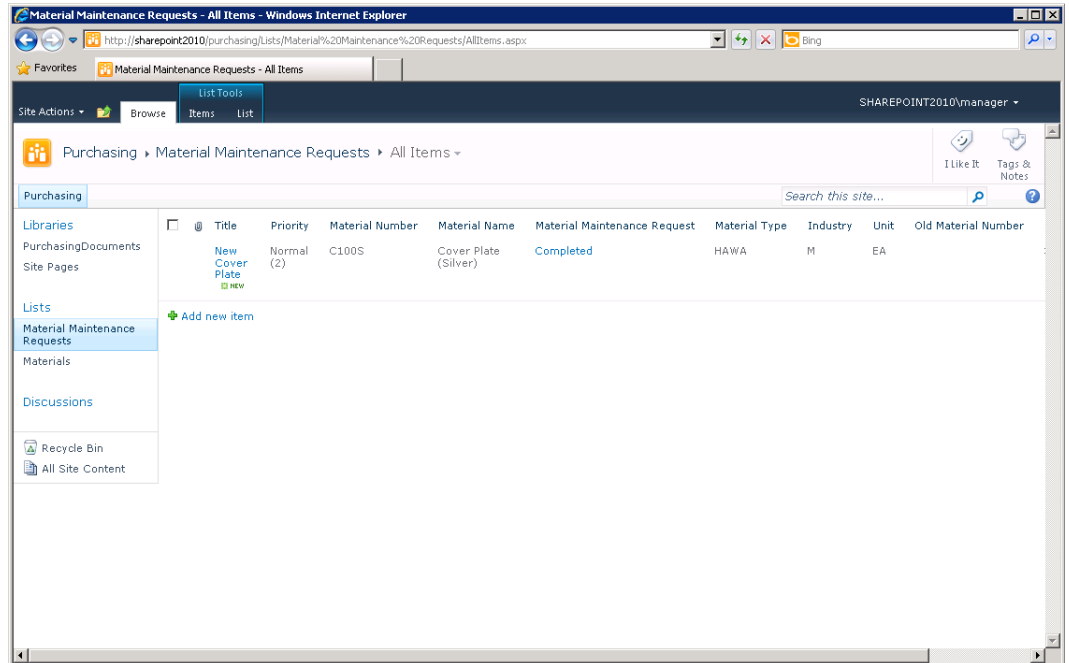 Material Maintenance Requests - All Items - Windows Internet Explorer
http://sharepoint2010/purchasing/Lists/Material%20Maintenance%20Requests/AllItems.aspx
Bing
Favorites
Material Maintenance Requests - All Items
List Tools
Site Actions
Browse
Items
List
SHAREPOINT2010\manager
Purchasing
Material Maintenance Requests
All Items
I Like It
Tags &
Notes
Purchasing
Search this site...
Libraries
PurchasingDocuments
Site Pages
Lists
Material Maintenance
Requests
Materials
Discussions
Recycle Bin
All Site Content
Title
Priority
Material Number
Material Name
Material Maintenance Request
Material Type
Industry
Unit
Old Material Number
New
Cover
Plate
NEW
Normal
(2)
C100S
Cover Plate
(Silver)
Completed
HAWA
M
EA
Add new item